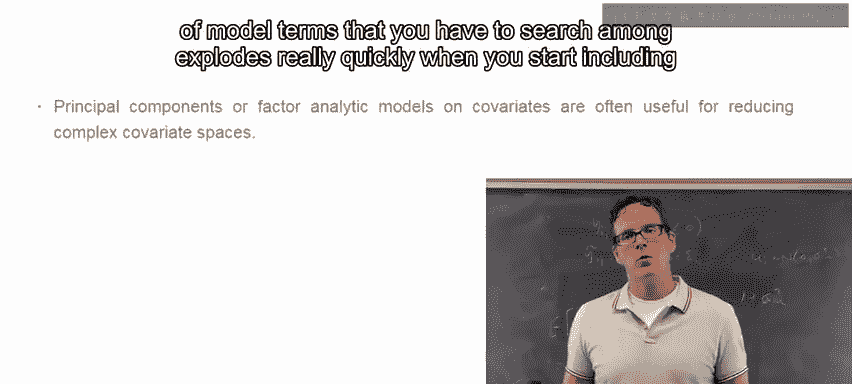 of model terms that you have to search among
explodes really quickly when you start including
· Principal components or factor analytic models on covariates are often useful for reducing
complex covariate spaces.